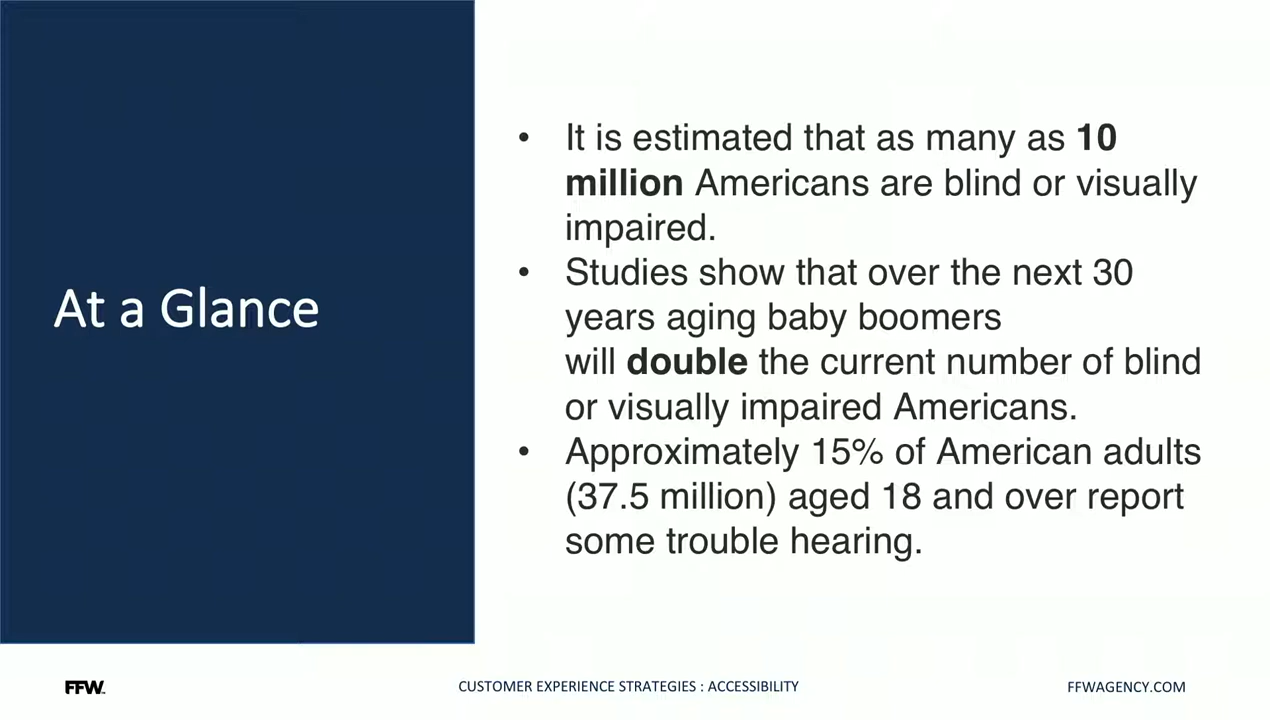 At a Glance
• It is estimated that as many as 10
million Americans are blind or visually
impaired.
• Studies show that over the next 30
years aging baby boomers
will double the current number of blind
or visually impaired Americans.
• Approximately 15% of American adults
(37.5 million) aged 18 and over report
some trouble hearing.
FFW
CUSTOMER EXPERIENCE STRATEGIES : ACCESSIBILITY
FFWAGENCY.COM